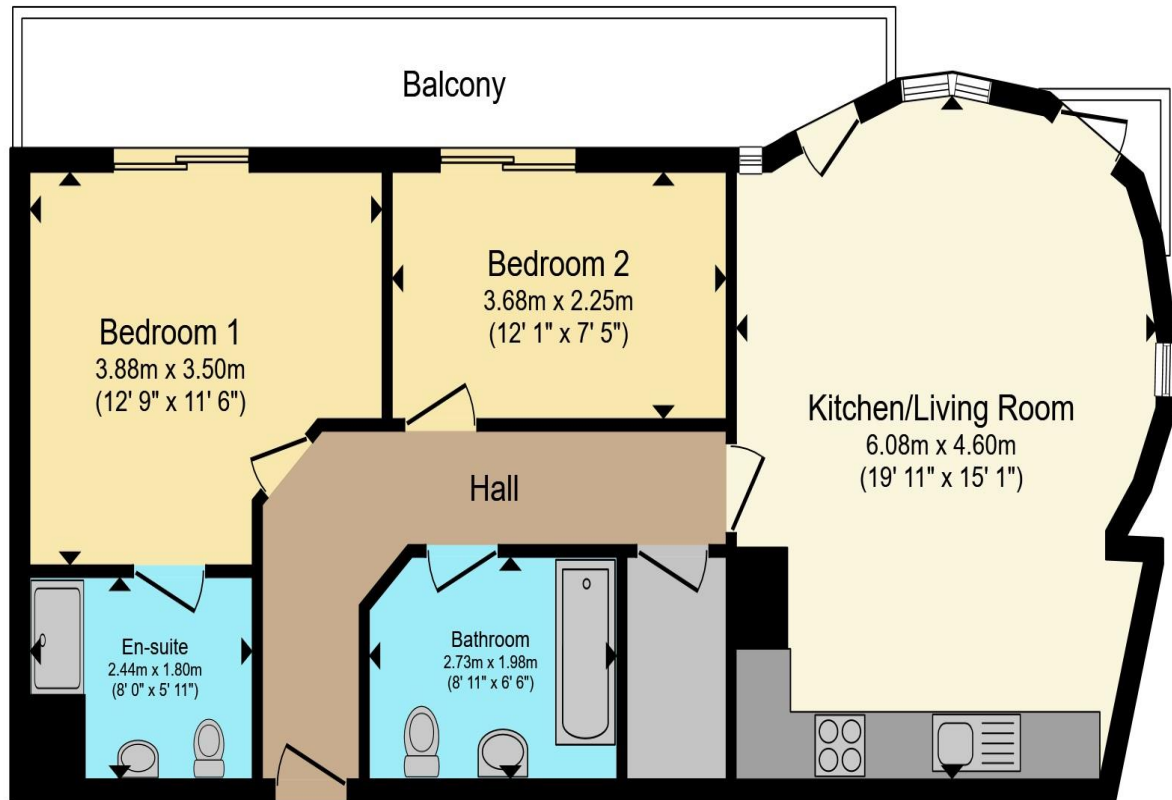 Balcony
Bedroom 1
3.88m x 3.50m
(12' 9" x 11' 6")
Bedroom 2
3.68m x 2.25m
(12' 1" x 7' 5")
Kitchen/Living Room
6.08m x 4.60m
(19' 11" x 15' 1")
Hall
En-suite
2.44m x 1.80m
(8' 0" x 5' 11")
Bathroom
2.73m x 1.98m
(8' 11" x 6' 6")